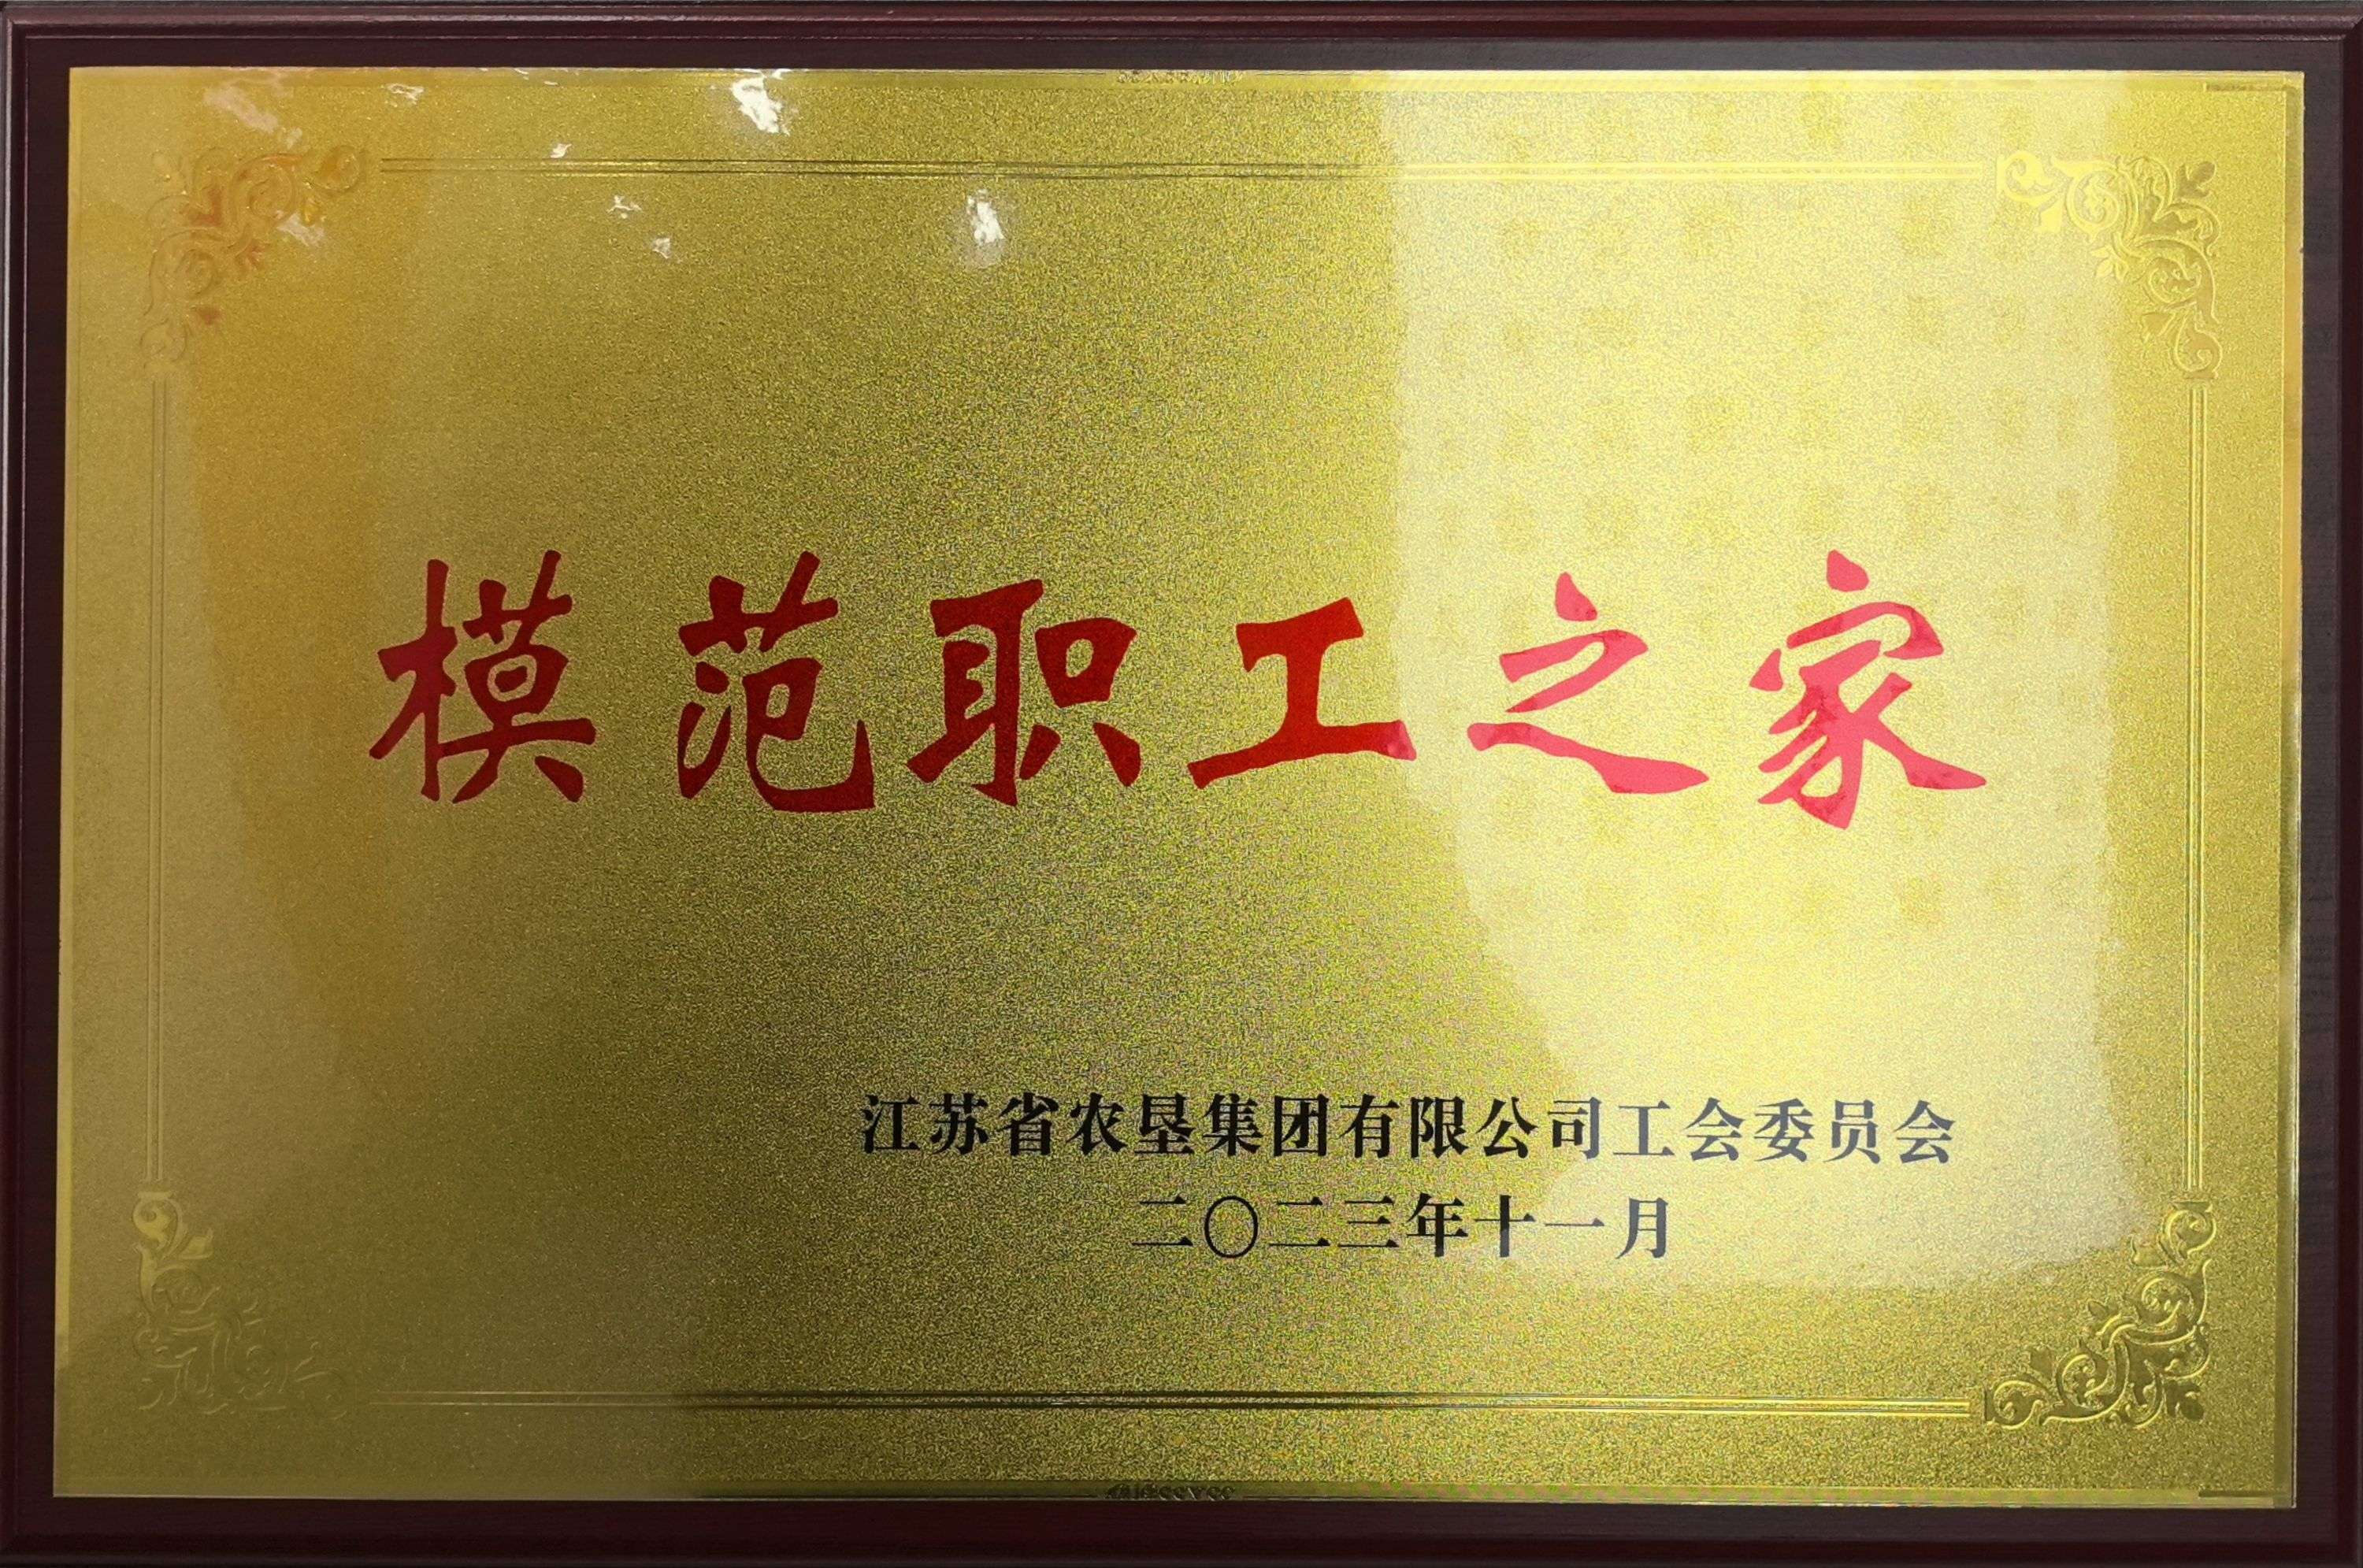 模范职工之家
江苏省农垦集团有限公司工会委员会
二〇二三年十一月